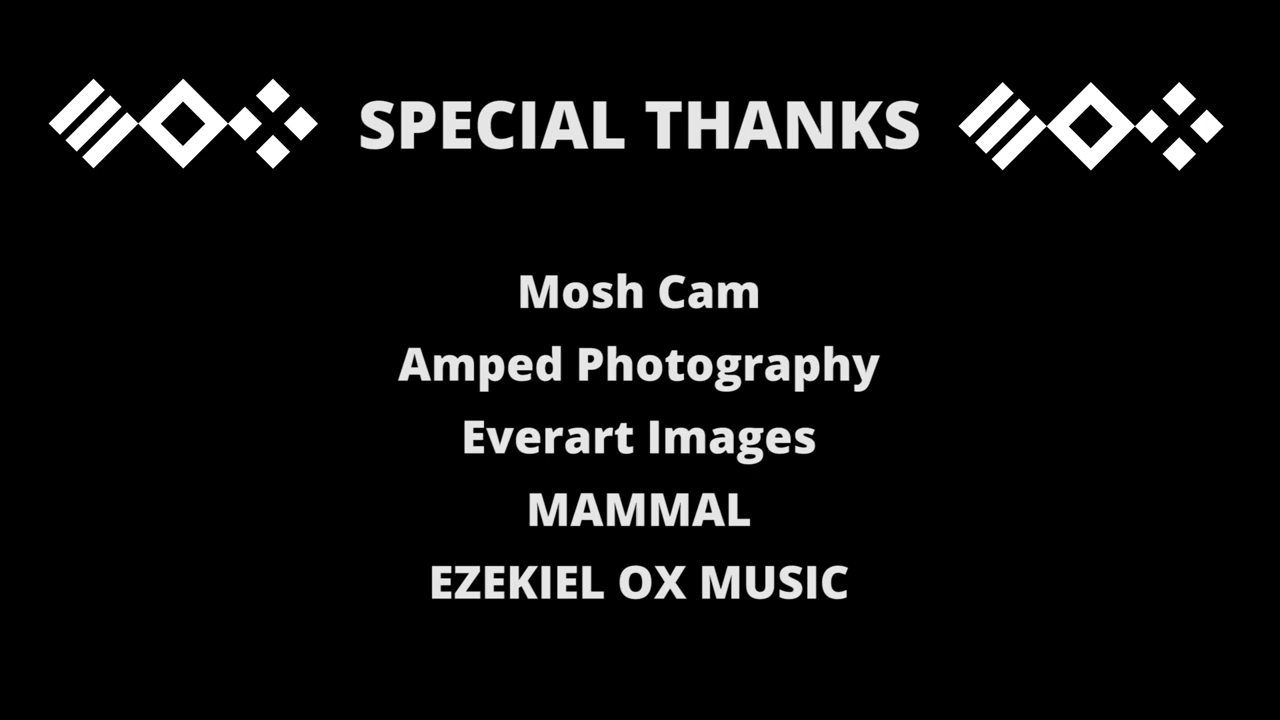 SPECIAL THANKS
Mosh Cam
Amped Photography
Everart Images
MAMMAL
EZEKIEL OX MUSIC